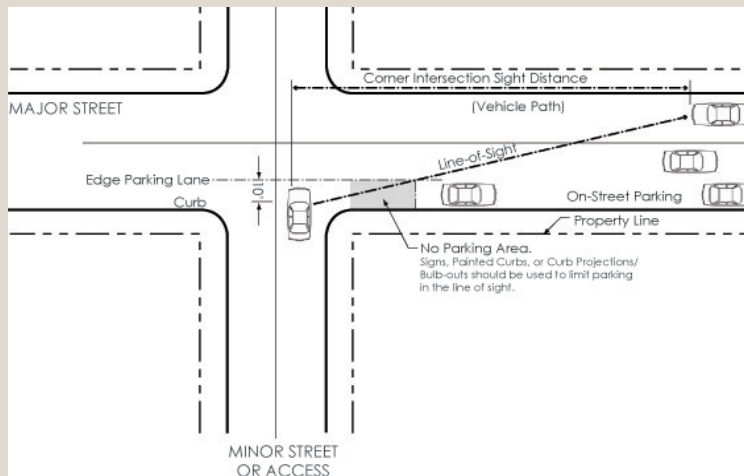 Corner Intersection Sight Distance
MAJOR STREET
(Vehicle Path)
Line-of-Sight
Edge Parking Lane
10'
Curb
On-Street Parking
Property Line
No Parking Area.
Signs, Painted Curbs, or Curb Projections/
Bulb-outs should be used to limit parking
in the line of sight.
MINOR STREET
OR ACCESS